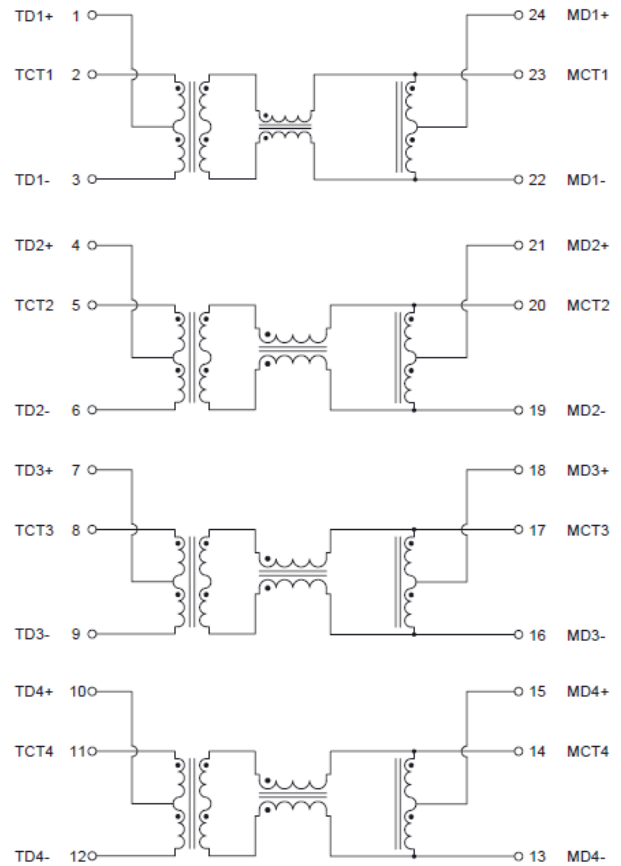 TD1+ 1 24 MD1+
TCT1 2 23 MCT1
TD1- 3 22 MD1-
TD2+ 4 21 MD2+
TCT2 5 20 MCT2
TD2- 6 19 MD2-
TD3+ 7 18 MD3+
TCT3 8 17 MCT3
TD3- 9 16 MD3-
TD4+ 10 15 MD4+
TCT4 11 14 MCT4
TD4- 12 13 MD4-